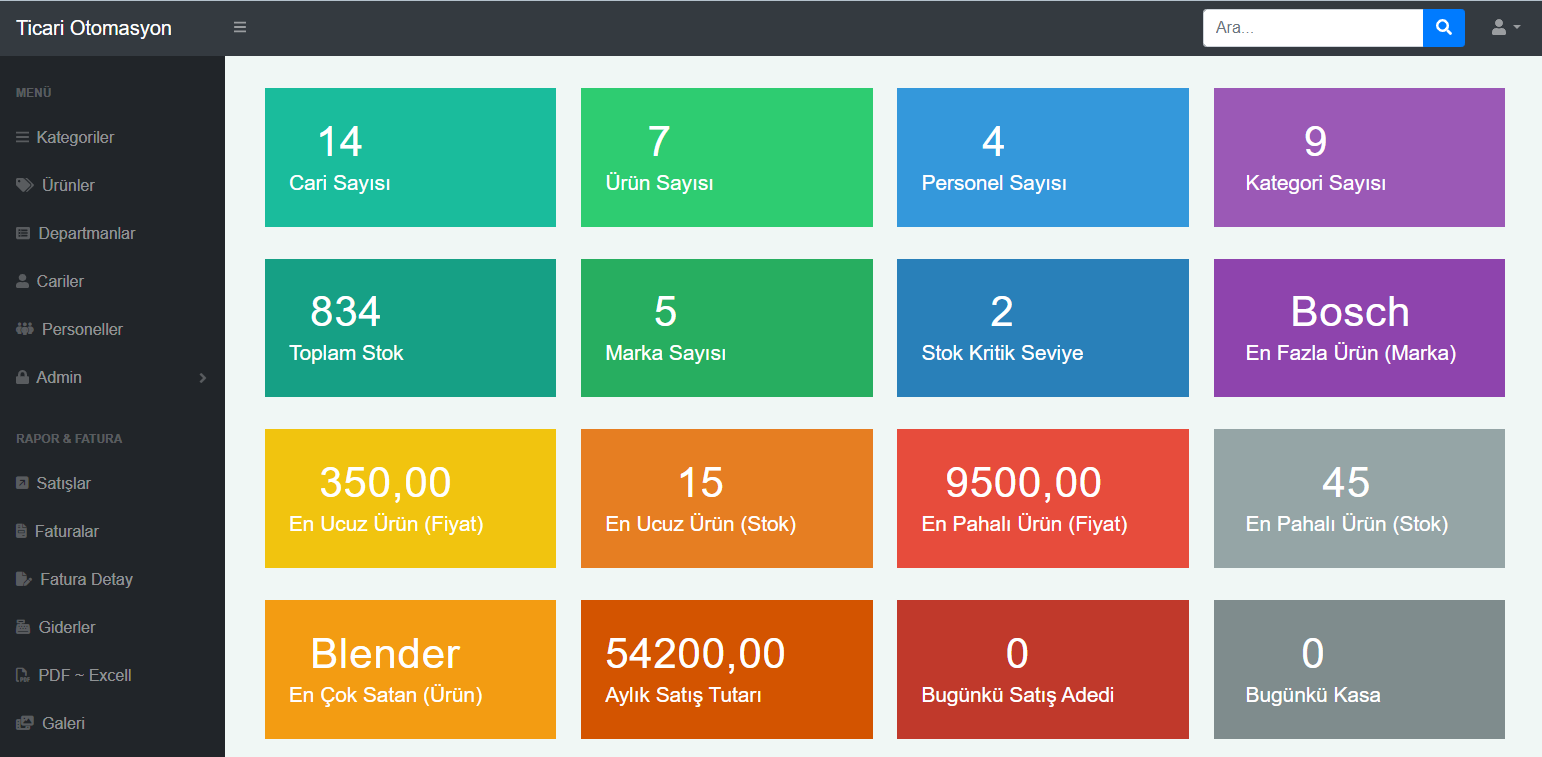 Ticari Otomasyon
Ara...
MENÜ
Kategoriler
Ürünler
Departmanlar
Cariler
Personeller
Admin
RAPOR & FATURA
Satışlar
Faturalar
Fatura Detay
Giderler
PDF ~ Excell
Galeri
14
Cari Sayısı
7
Ürün Sayısı
4
Personel Sayısı
9
Kategori Sayısı
834
Toplam Stok
5
Marka Sayısı
2
Stok Kritik Seviye
Bosch
En Fazla Ürün (Marka)
350,00
En Ucuz Ürün (Fiyat)
15
En Ucuz Ürün (Stok)
9500,00
En Pahalı Ürün (Fiyat)
45
En Pahalı Ürün (Stok)
Blender
En Çok Satan (Ürün)
54200,00
Aylık Satış Tutarı
0
Bugünkü Satış Adedi
0
Bugünkü Kasa